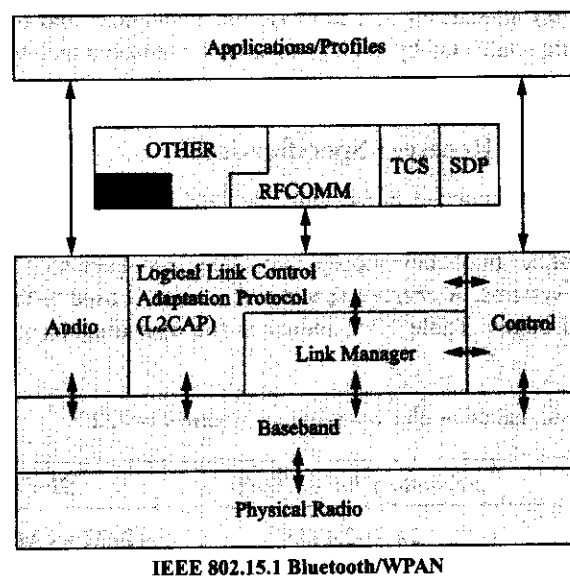 Applications/Profiles
OTHER
TCS
SDP
RFCOMM
Logical Link Control
Adaptation Protocol
(L2CAP)
Audio
Control
Link Manager
Baseband
Physical Radio
IEEE 802.15.1 Bluetooth/WPAN